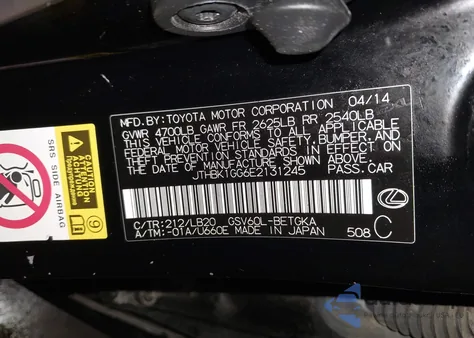 MFD.BY:TOYOTA MOTOR CORPORATION 04/14
GVWR 4700LB GAWR FR 2625LB RR 2540LB
THIS VEHICLE CONFORMS TO ALL APPLICABLE
FEDERAL MOTOR VEHICLE SAFETY, BUMPER, AND
THEFT PREVENTION STANDARDS IN EFFECT ON
THE DATE OF MANUFACTURE SHOWN ABOVE.
JTHBK1GG6E2131245 PASS.CAR
C/TR:212/LB20 GSV60L-BETGKA
A/TM:-01A/U660E MADE IN JAPAN 508 C
SRS SIDE AIRBAG